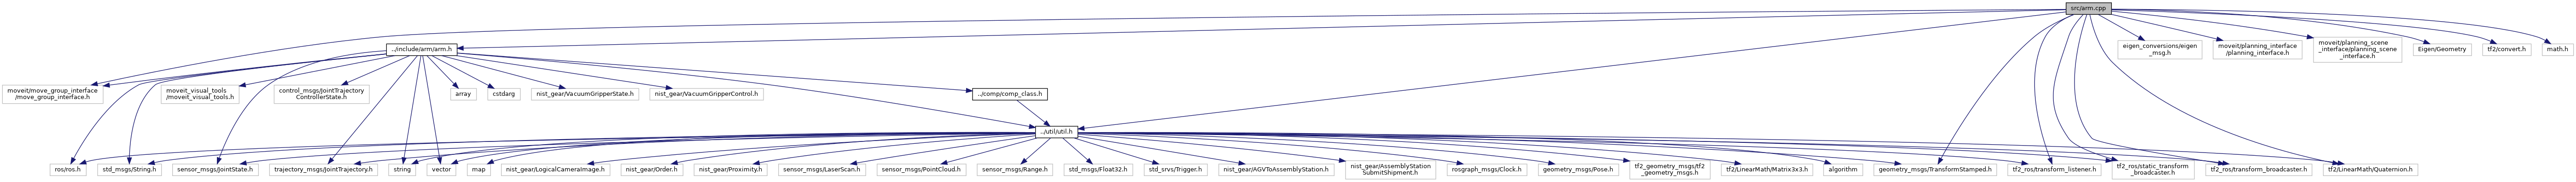 src/arm.cpp
../include/arm/arm.h
eigen_conversions/eigen
_msg.h
moveit/planning_interface
/planning_interface.h
moveit/planning_scene
_interface/planning_scene
_interface.h
Eigen/Geometry
tf2/convert.h
math.h
moveit/move_group_interface
/move_group_interface.h
moveit_visual_tools
/moveit_visual_tools.h
control_msgs/JointTrajectory
ControllerState.h
array
cstdarg
nist_gear/VacuumGripperState.h
nist_gear/VacuumGripperControl.h
../comp/comp_class.h
../util/util.h
ros/ros.h
std_msgs/String.h
sensor_msgs/JointState.h
trajectory_msgs/JointTrajectory.h
string
vector
map
nist_gear/LogicalCameraImage.h
nist_gear/Order.h
nist_gear/Proximity.h
sensor_msgs/LaserScan.h
sensor_msgs/PointCloud.h
sensor_msgs/Range.h
std_msgs/Float32.h
std_srvs/Trigger.h
nist_gear/AGVToAssemblyStation.h
nist_gear/AssemblyStation
SubmitShipment.h
rosgraph_msgs/Clock.h
geometry_msgs/Pose.h
tf2_geometry_msgs/tf2
_geometry_msgs.h
tf2/LinearMath/Matrix3x3.h
algorithm
geometry_msgs/TransformStamped.h
tf2_ros/transform_listener.h
tf2_ros/static_transform
_broadcaster.h
tf2_ros/transform_broadcaster.h
tf2/LinearMath/Quaternion.h